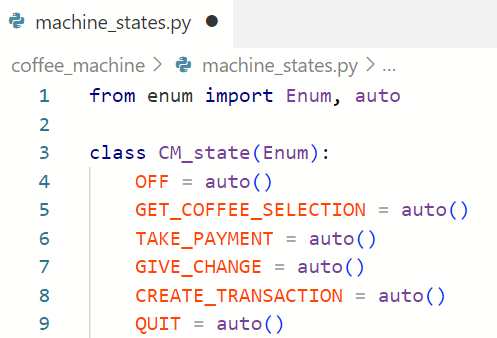 machine_states.py
coffee_machine > machine_states.py > ...
1 from enum import Enum, auto
2
3 class CM_state(Enum):
4 OFF = auto()
5 GET_COFFEE_SELECTION = auto()
6 TAKE_PAYMENT = auto()
7 GIVE_CHANGE = auto()
8 CREATE_TRANSACTION = auto()
9 QUIT = auto()